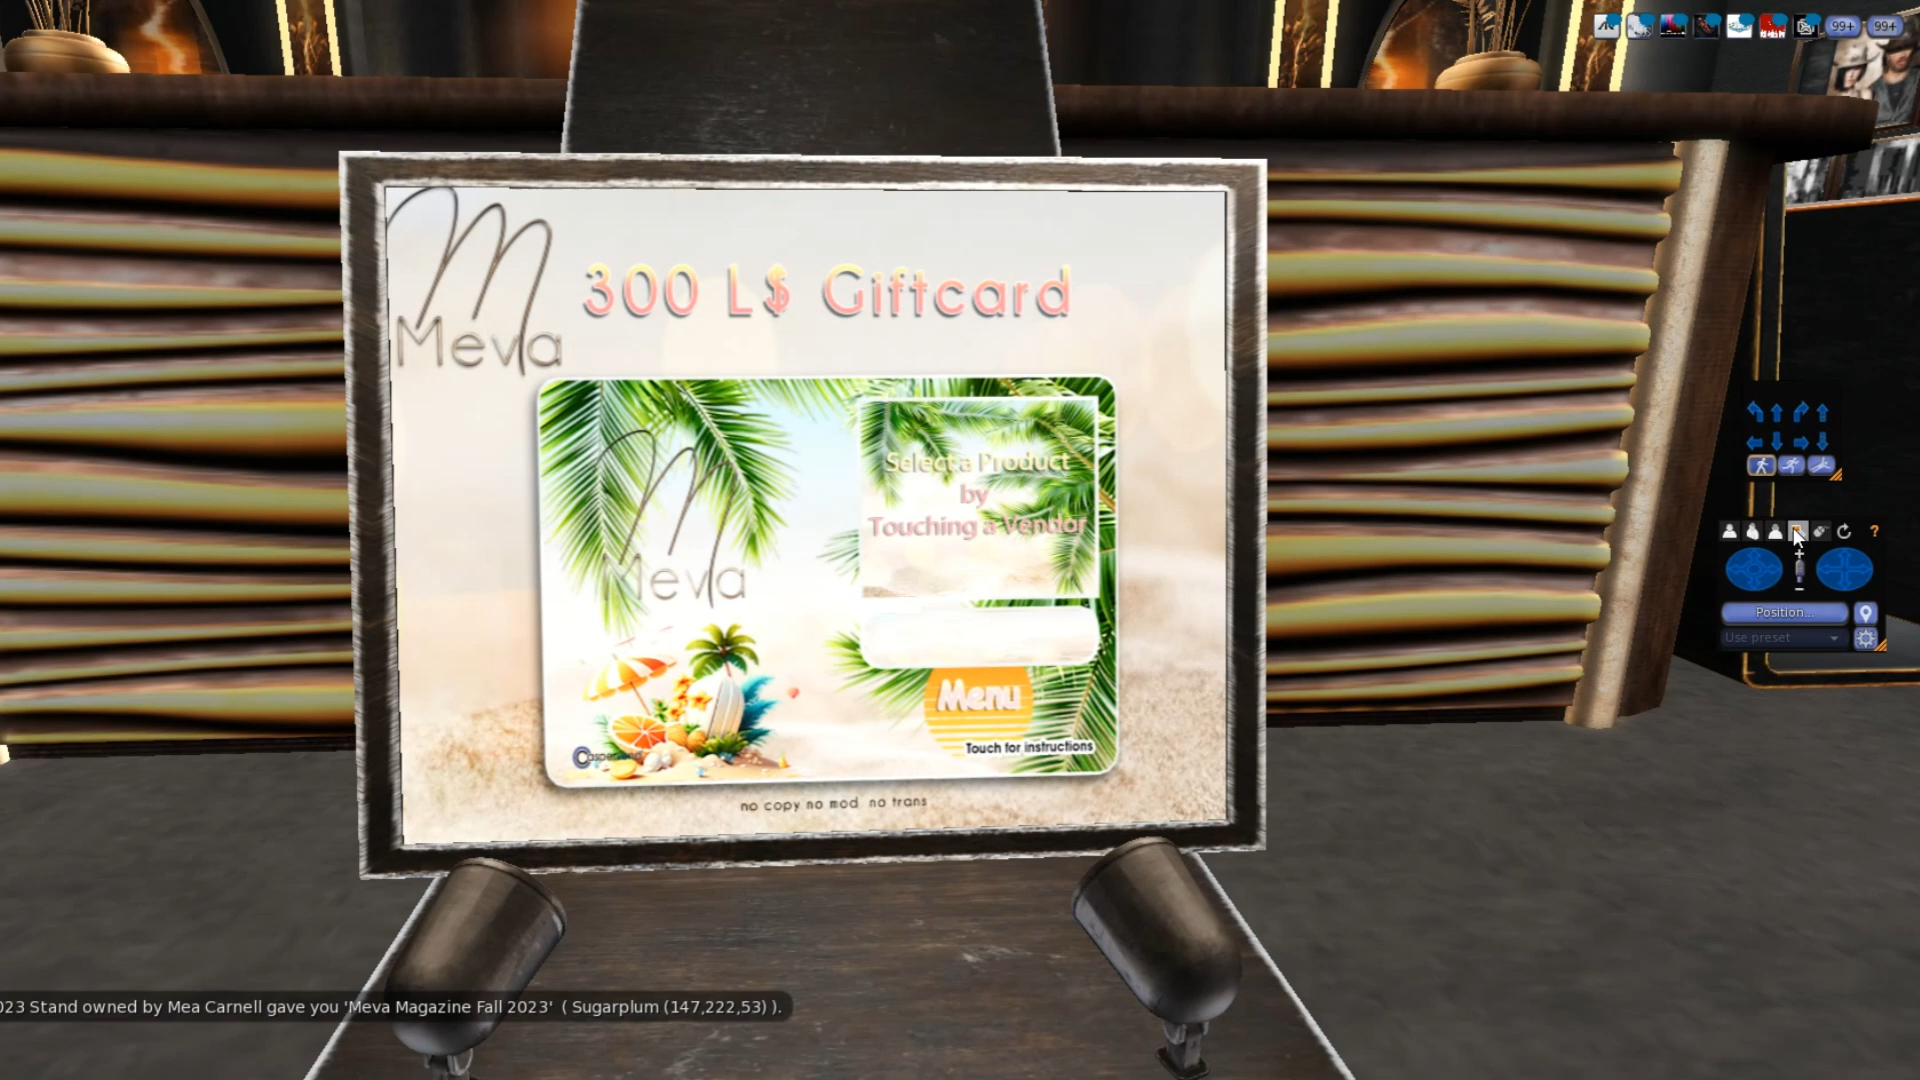 99+
99+
M
Meva
300 L$ Giftcard
M
Meva
Select a Product
by
Touching a Vendor
Menu
Touch for instructions
no copy no mod no trans
?
+
-
Position...
Use preset
023 Stand owned by Mea Carnell gave you 'Meva Magazine Fall 2023' ( Sugarplum (147,222,53) ).